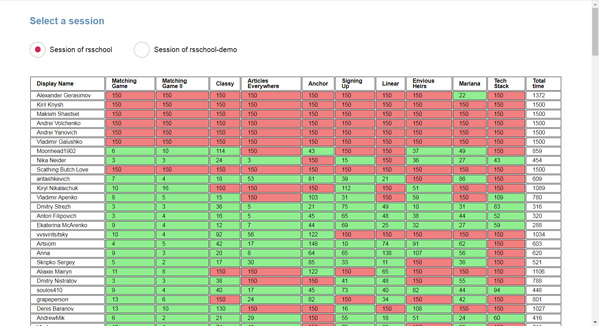 Select a session
Session of rsschool Session of rsschool-demo
Display Name Matching Game Matching Game II Classy Articles Everywhere Anchor Signing Up Linear Envious Heirs Mariana Tech Stack Total time
Alexander Gerasimov 150 150 150 150 150 150 150 150 22 150 1372
Kiril Knysh 150 150 150 150 150 150 150 150 150 150 1500
Maksim Shastsel 150 150 150 150 150 150 150 150 150 150 1500
Andrei Volchenko 150 150 150 150 150 150 150 150 150 150 1500
Andrei Yanovich 150 150 150 150 150 150 150 150 150 150 1500
Vladimir Galushko 150 150 150 150 150 150 150 150 150 150 1500
Moonhead1902 6 10 114 150 43 150 150 37 49 150 859
Nika Neider 3 3 24 3 150 15 150 36 27 43 454
Scathing Butch Love 150 150 150 150 150 150 150 150 150 150 1500
antashkevich 7 4 18 53 81 39 21 150 86 150 609
Kiryl Nikalaichuk 10 16 150 150 150 112 150 51 150 150 1089
Vladimir Apenko 8 5 15 150 103 31 150 59 150 109 780
Dmitry Strezh 3 3 36 5 21 75 49 10 31 83 316
Anton Filipovich 3 4 16 5 45 65 48 38 44 52 320
Ekaterina McArenko 9 4 12 7 44 69 25 32 27 59 288
vvsvintsitsky 10 4 92 56 122 150 150 150 150 150 1034
Artsiom 4 5 42 17 148 10 74 91 62 150 603
Anna 9 3 20 8 64 65 138 107 56 150 620
Skripko Sergey 5 2 17 30 85 33 11 150 38 150 521
Aliaxei Mairyn 11 8 150 150 122 150 65 150 150 150 1106
Dmitry Nistratov 3 3 38 150 150 41 48 150 55 150 788
soulos410 9 4 40 17 45 73 40 82 44 94 448
grapeperson 13 6 150 24 82 150 34 150 42 150 801
Denis Baranov 13 10 130 150 150 16 150 108 150 150 1027
AndrewMik 6 2 21 150 55 18 51 24 60 416